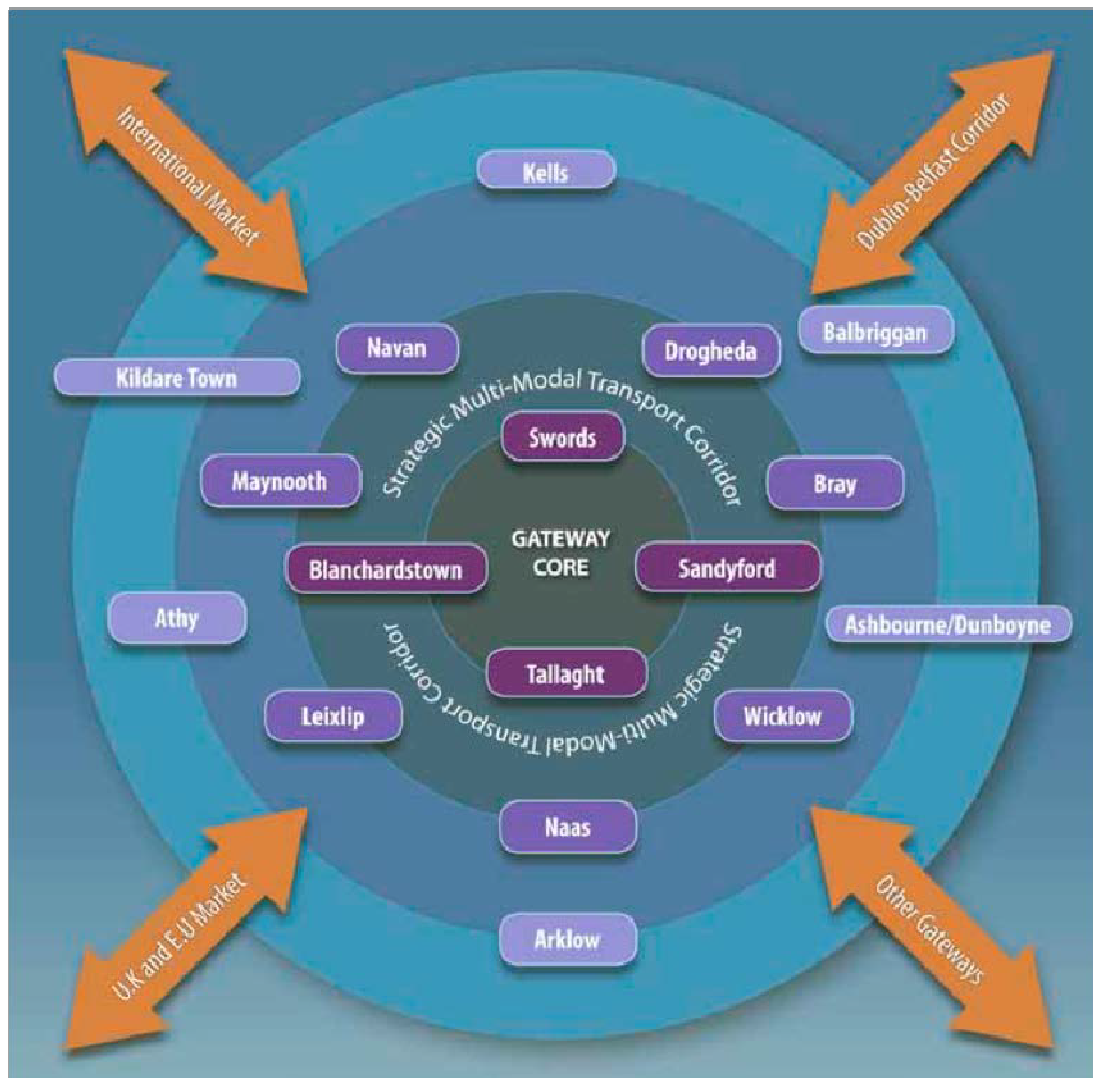 International Market
Dublin-Belfast Corridor
Kells
Balbriggan
Navan
Drogheda
Kildare Town
Strategic Multi-Modal Transport Corridor
Swords
Maynooth
Bray
GATEWAY
CORE
Blanchardstown
Sandyford
Athy
Ashbourne/Dunboyne
Tallaght
Strategic Multi-Modal Transport Corridor
Leixlip
Wicklow
Naas
Arklow
U.K and E.U Market
Other Gateways